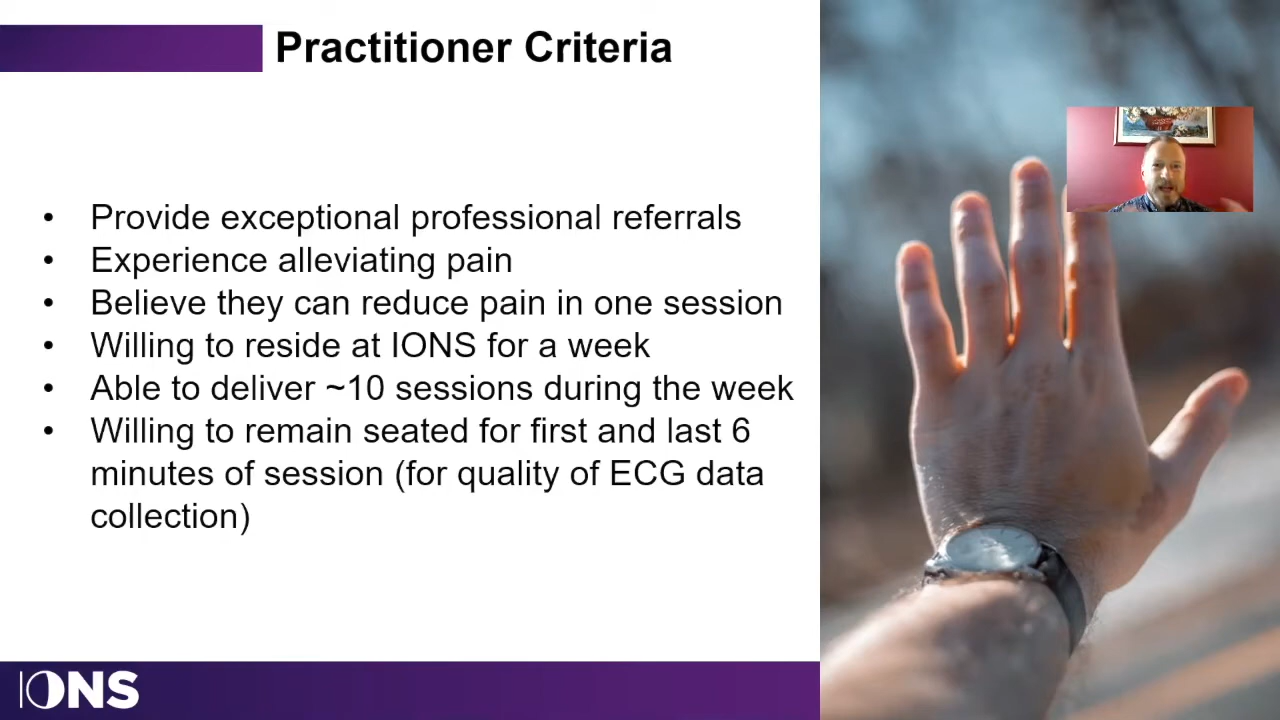 Practitioner Criteria
• Provide exceptional professional referrals
• Experience alleviating pain
• Believe they can reduce pain in one session
• Willing to reside at IONS for a week
• Able to deliver ~10 sessions during the week
• Willing to remain seated for first and last 6
minutes of session (for quality of ECG data
collection)
IONS